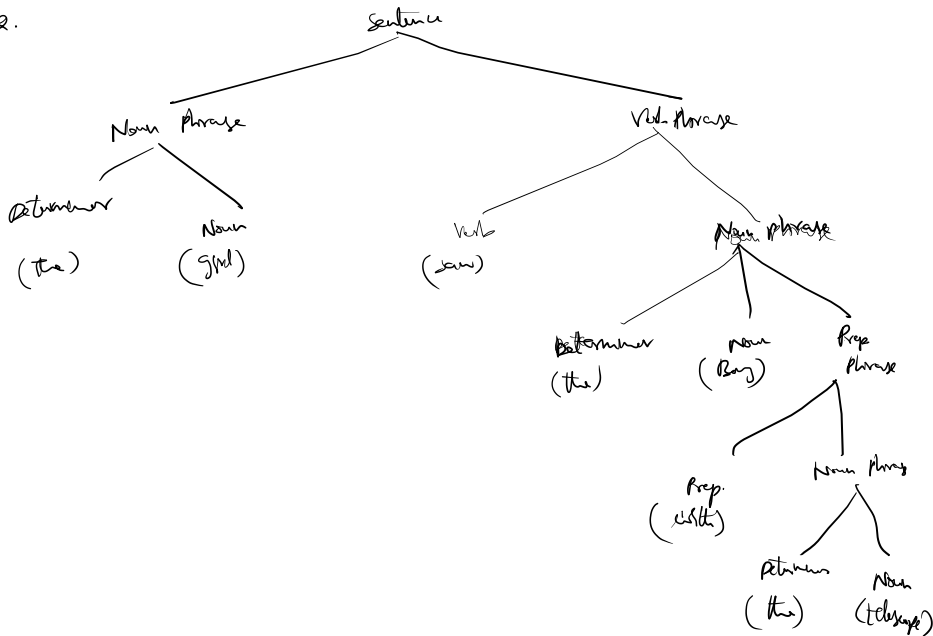 2.
Sentence
Noun Phrase
Verb Phrase
Determiner
Noun
(the)
(girl)
Verb
(saw)
Noun phrase
Determiner
(the)
Noun
(Boy)
Prep
Phrase
Prep.
(with)
Noun Phras
Determiner
(the)
Noun
(telescope)